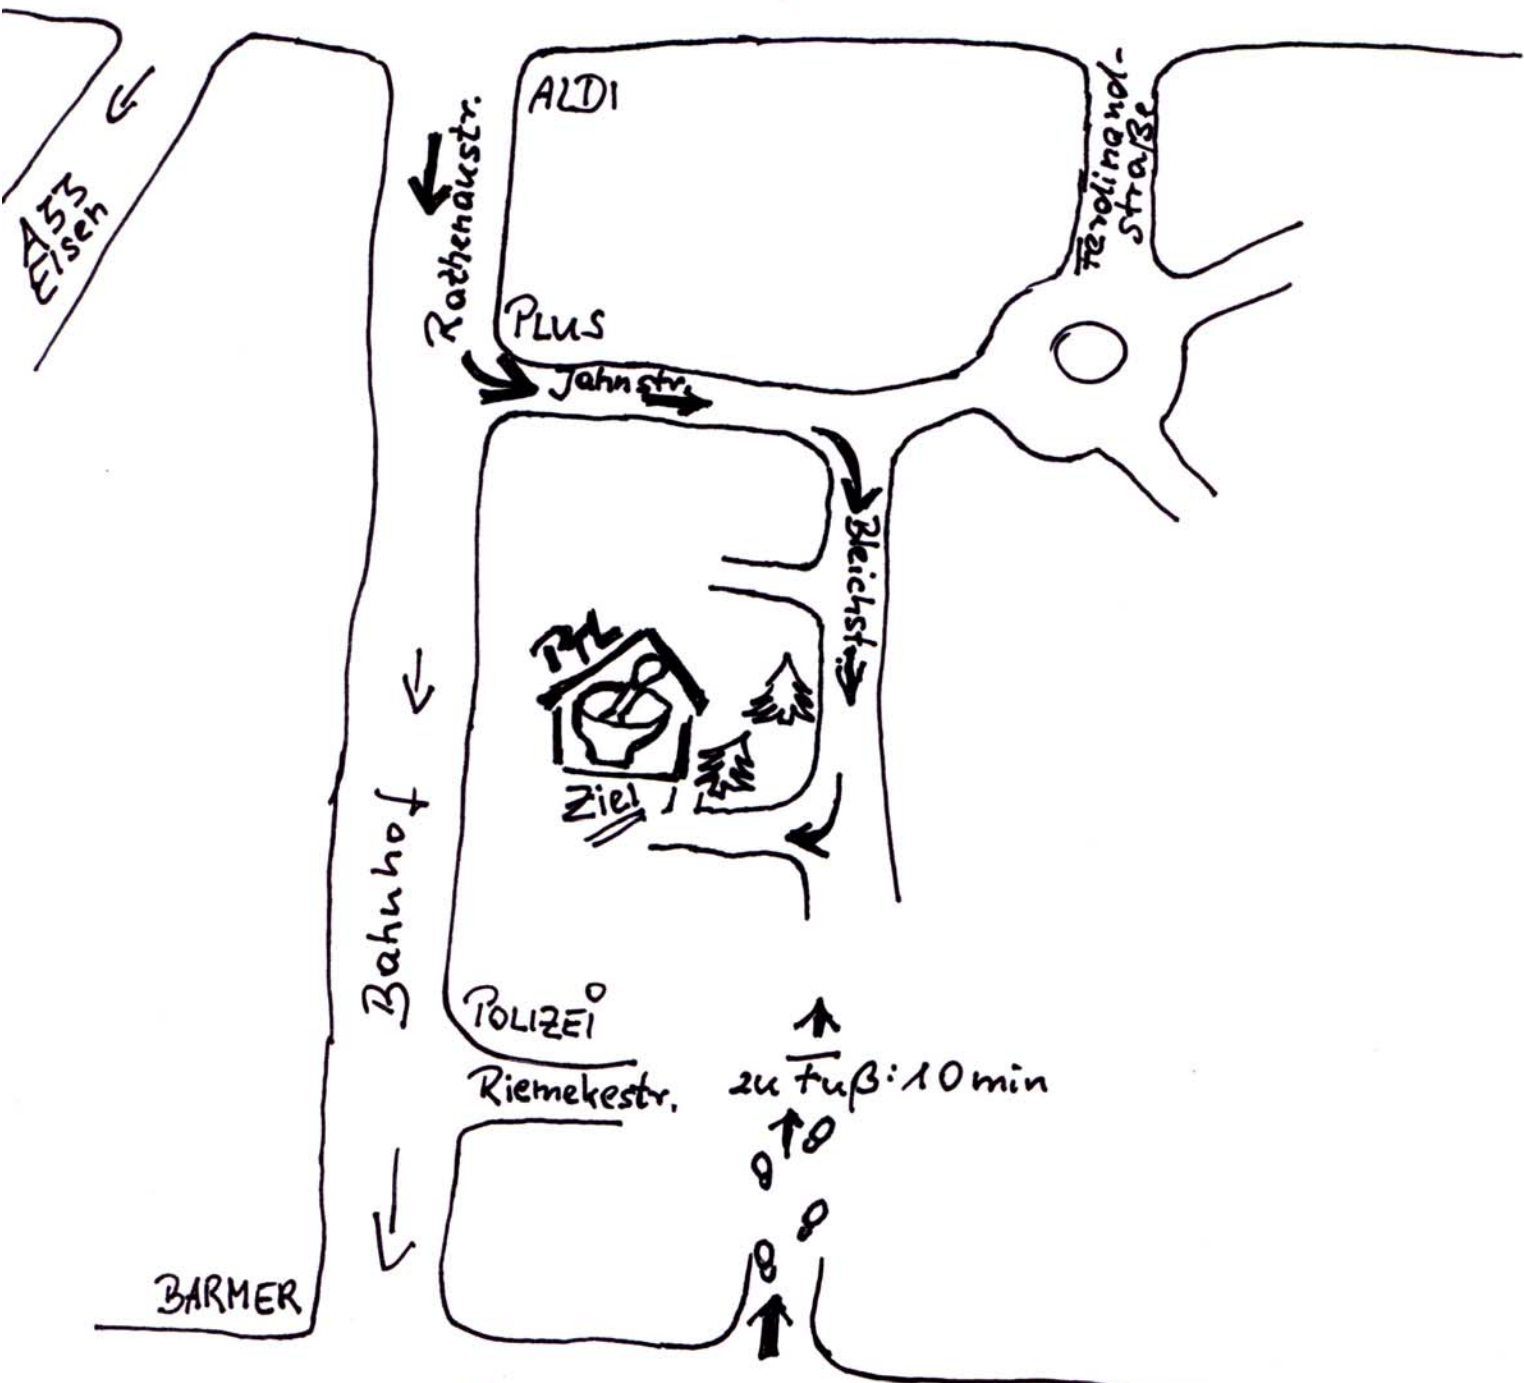 ALDI
Ferdinand-
straße
A33
Elsen
Rathenaustr.
PLUS
Jahnstr.
Bleichst.
Ziel
Bahnhof
POLIZEI
Riemekestr.
zu Fuß: 10 min
BARMER